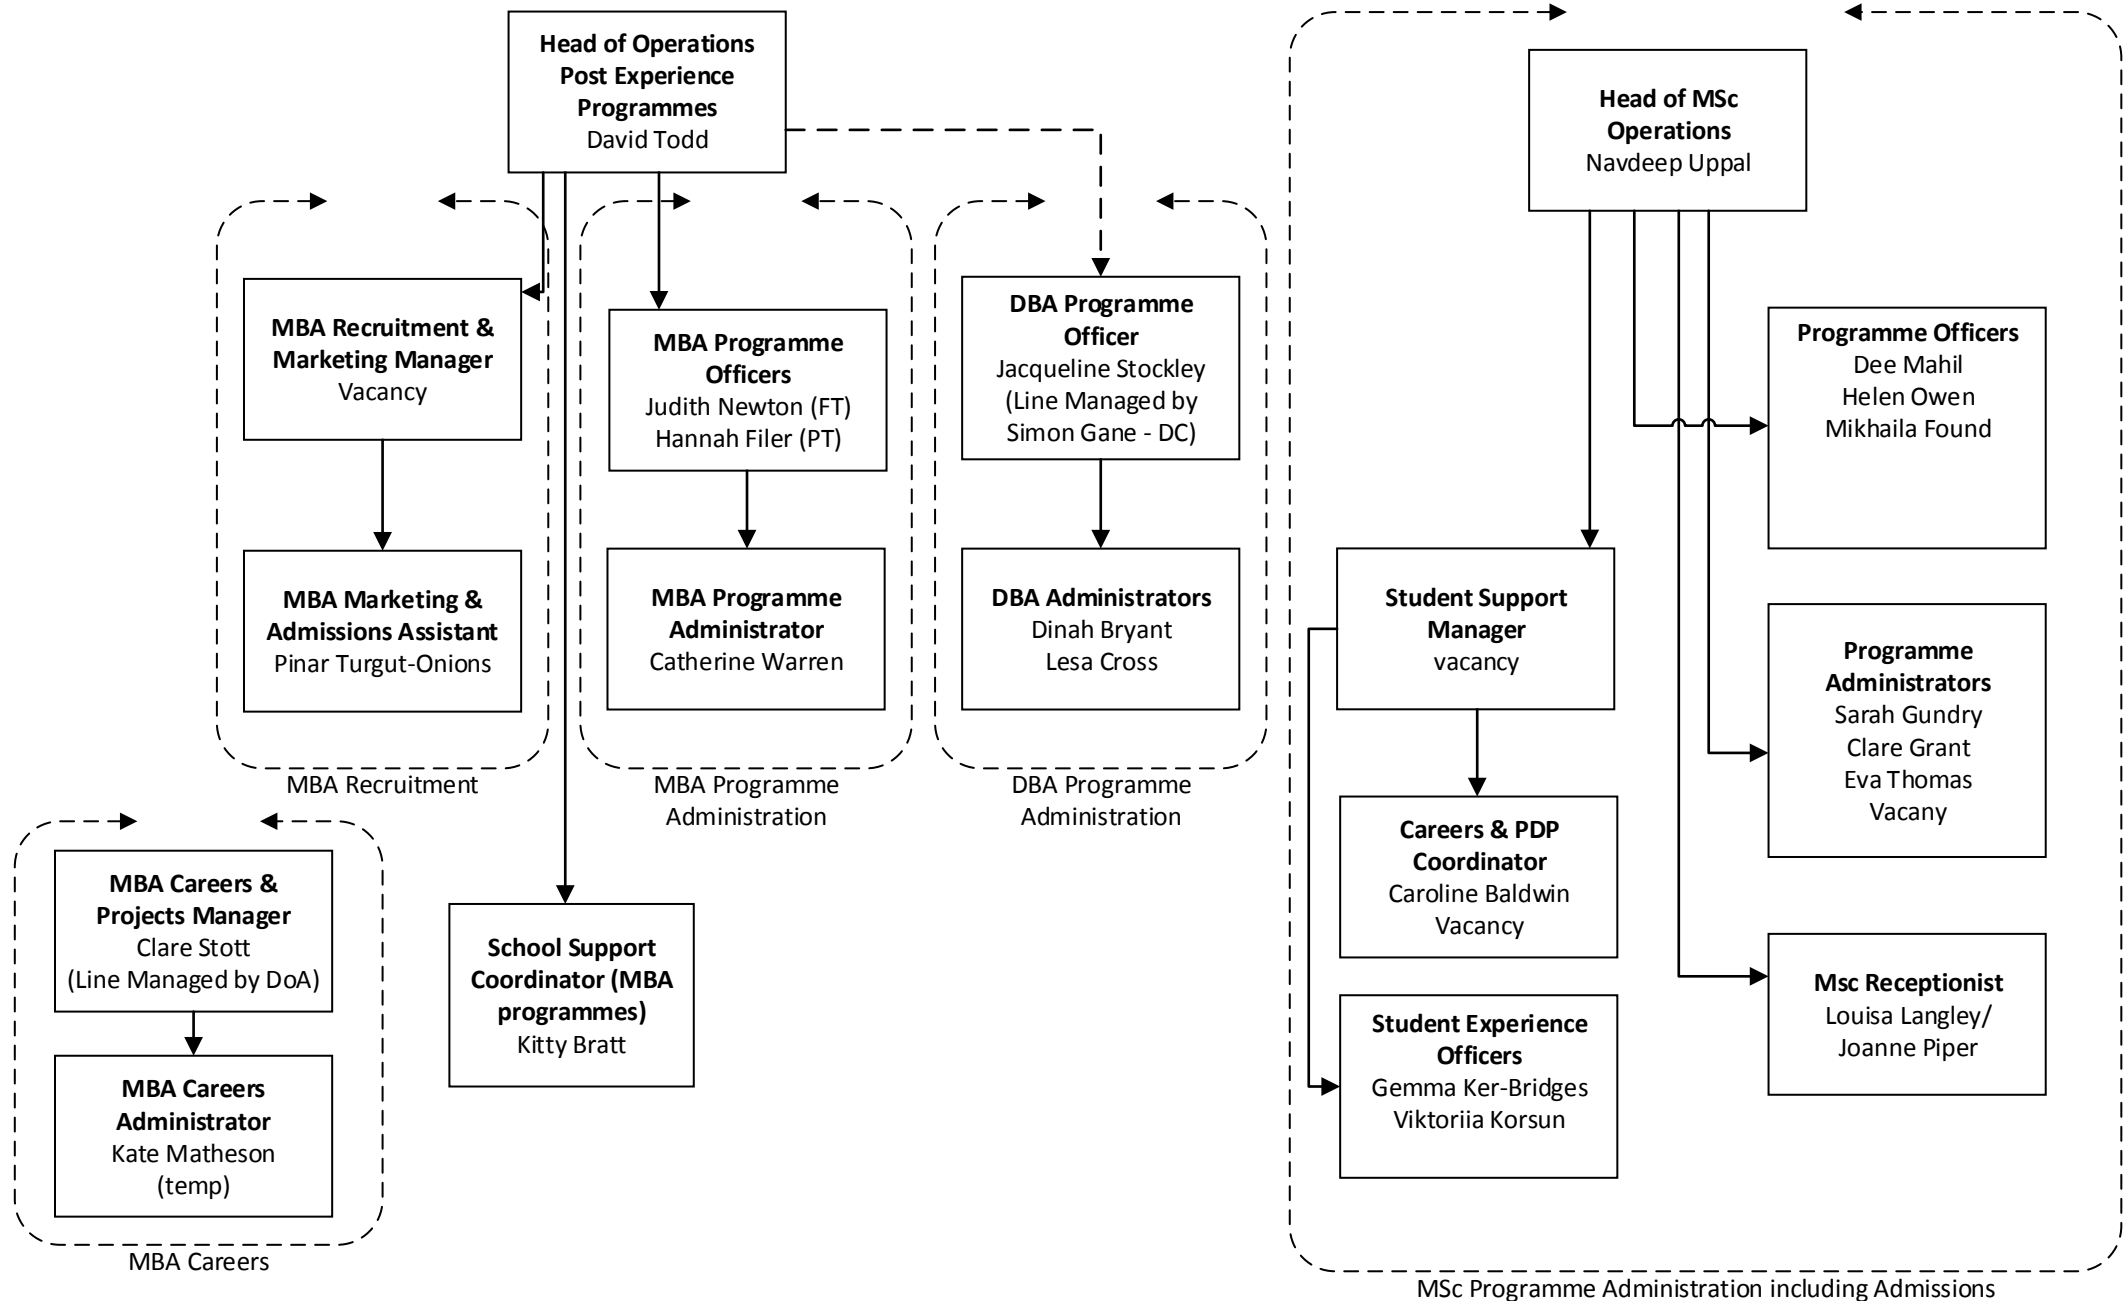 Head of Operations
Post Experience
Programmes
David Todd
MBA Recruitment &
Marketing Manager
Vacancy
MBA Marketing &
Admissions Assistant
Pinar Turgut-Onions
MBA Recruitment
MBA Programme
Officers
Judith Newton (FT)
Hannah Filer (PT)
MBA Programme
Administrator
Catherine Warren
MBA Programme
Administration
DBA Programme
Officer
Jacqueline Stockley
(Line Managed by
Simon Gane - DC)
DBA Administrators
Dinah Bryant
Lesa Cross
DBA Programme
Administration
MBA Careers &
Projects Manager
Clare Stott
(Line Managed by DoA)
MBA Careers
Administrator
Kate Matheson
(temp)
MBA Careers
School Support
Coordinator (MBA
programmes)
Kitty Bratt
Head of MSc
Operations
Navdeep Uppal
Student Support
Manager
vacancy
Careers & PDP
Coordinator
Caroline Baldwin
Vacancy
Student Experience
Officers
Gemma Ker-Bridges
Viktoriia Korsun
Programme Officers
Dee Mahil
Helen Owen
Mikhaila Found
Programme
Administrators
Sarah Gundry
Clare Grant
Eva Thomas
Vacany
Msc Receptionist
Louisa Langley/
Joanne Piper
MSc Programme Administration including Admissions